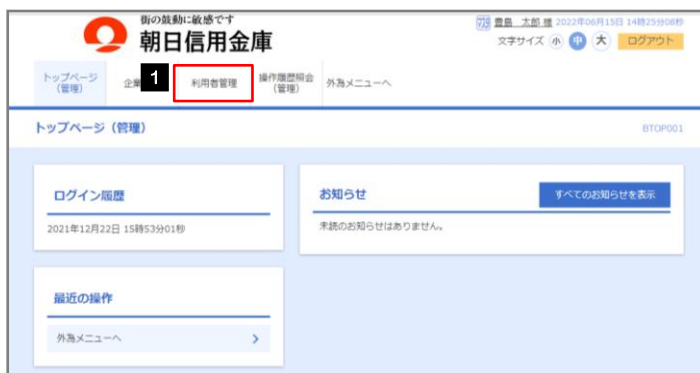 街の鼓動に敏感です
朝日信用金庫
豊島 太郎 様 2022年06月15日 14時25分08秒
文字サイズ 小 中 大 ログアウト
トップページ
(管理)
企業
1
利用者管理
操作履歴照会
(管理)
外為メニューへ
トップページ (管理)
BTOP001
ログイン履歴
2021年12月22日 15時53分01秒
お知らせ
すべてのお知らせを表示
未読のお知らせはありません。
最近の操作
外為メニューへ